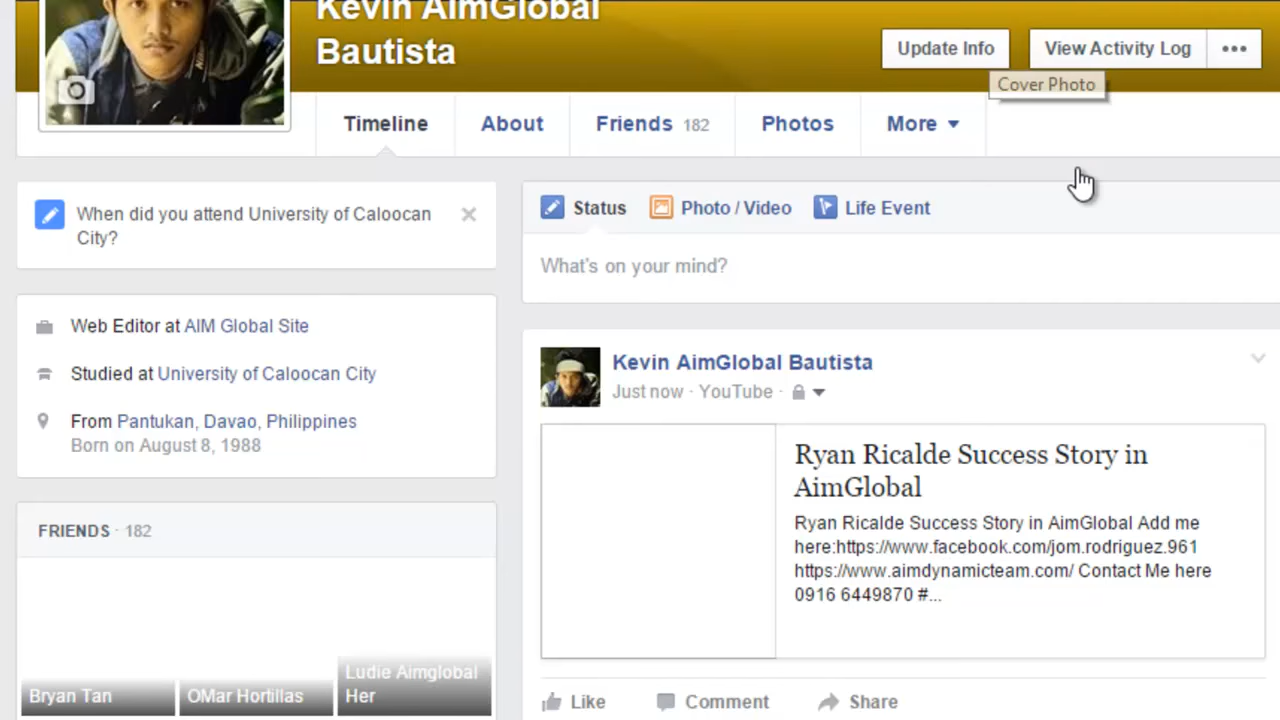 Kevin AimGlobal
Bautista
Update Info
View Activity Log
Cover Photo
Timeline
About
Friends 182
Photos
More
When did you attend University of Caloocan
City?
Status
Photo / Video
Life Event
What's on your mind?
Web Editor at AIM Global Site
Studied at University of Caloocan City
From Pantukan, Davao, Philippines
Born on August 8, 1988
Kevin AimGlobal Bautista
Just now · YouTube ·
Ryan Ricalde Success Story in
AimGlobal
Ryan Ricalde Success Story in AimGlobal Add me
here:https://www.facebook.com/jom.rodriguez.961
https://www.aimdynamicteam.com/ Contact Me here
0916 6449870 #...
FRIENDS · 182
Bryan Tan
OMar Hortillas
Ludie Aimglobal
Her
Like
Comment
Share